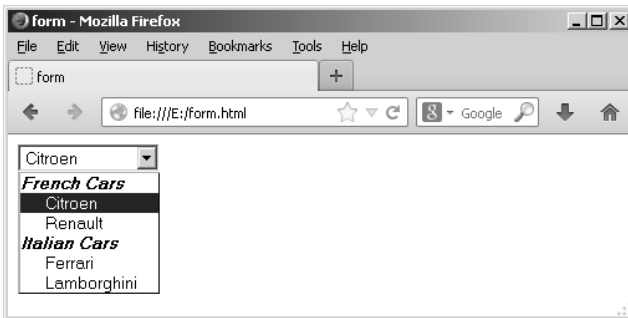 form - Mozilla Firefox
File Edit View History Bookmarks Tools Help
form +
file:///E:/form.html 8 Google
Citroen
French Cars
Citroen
Renault
Italian Cars
Ferrari
Lamborghini